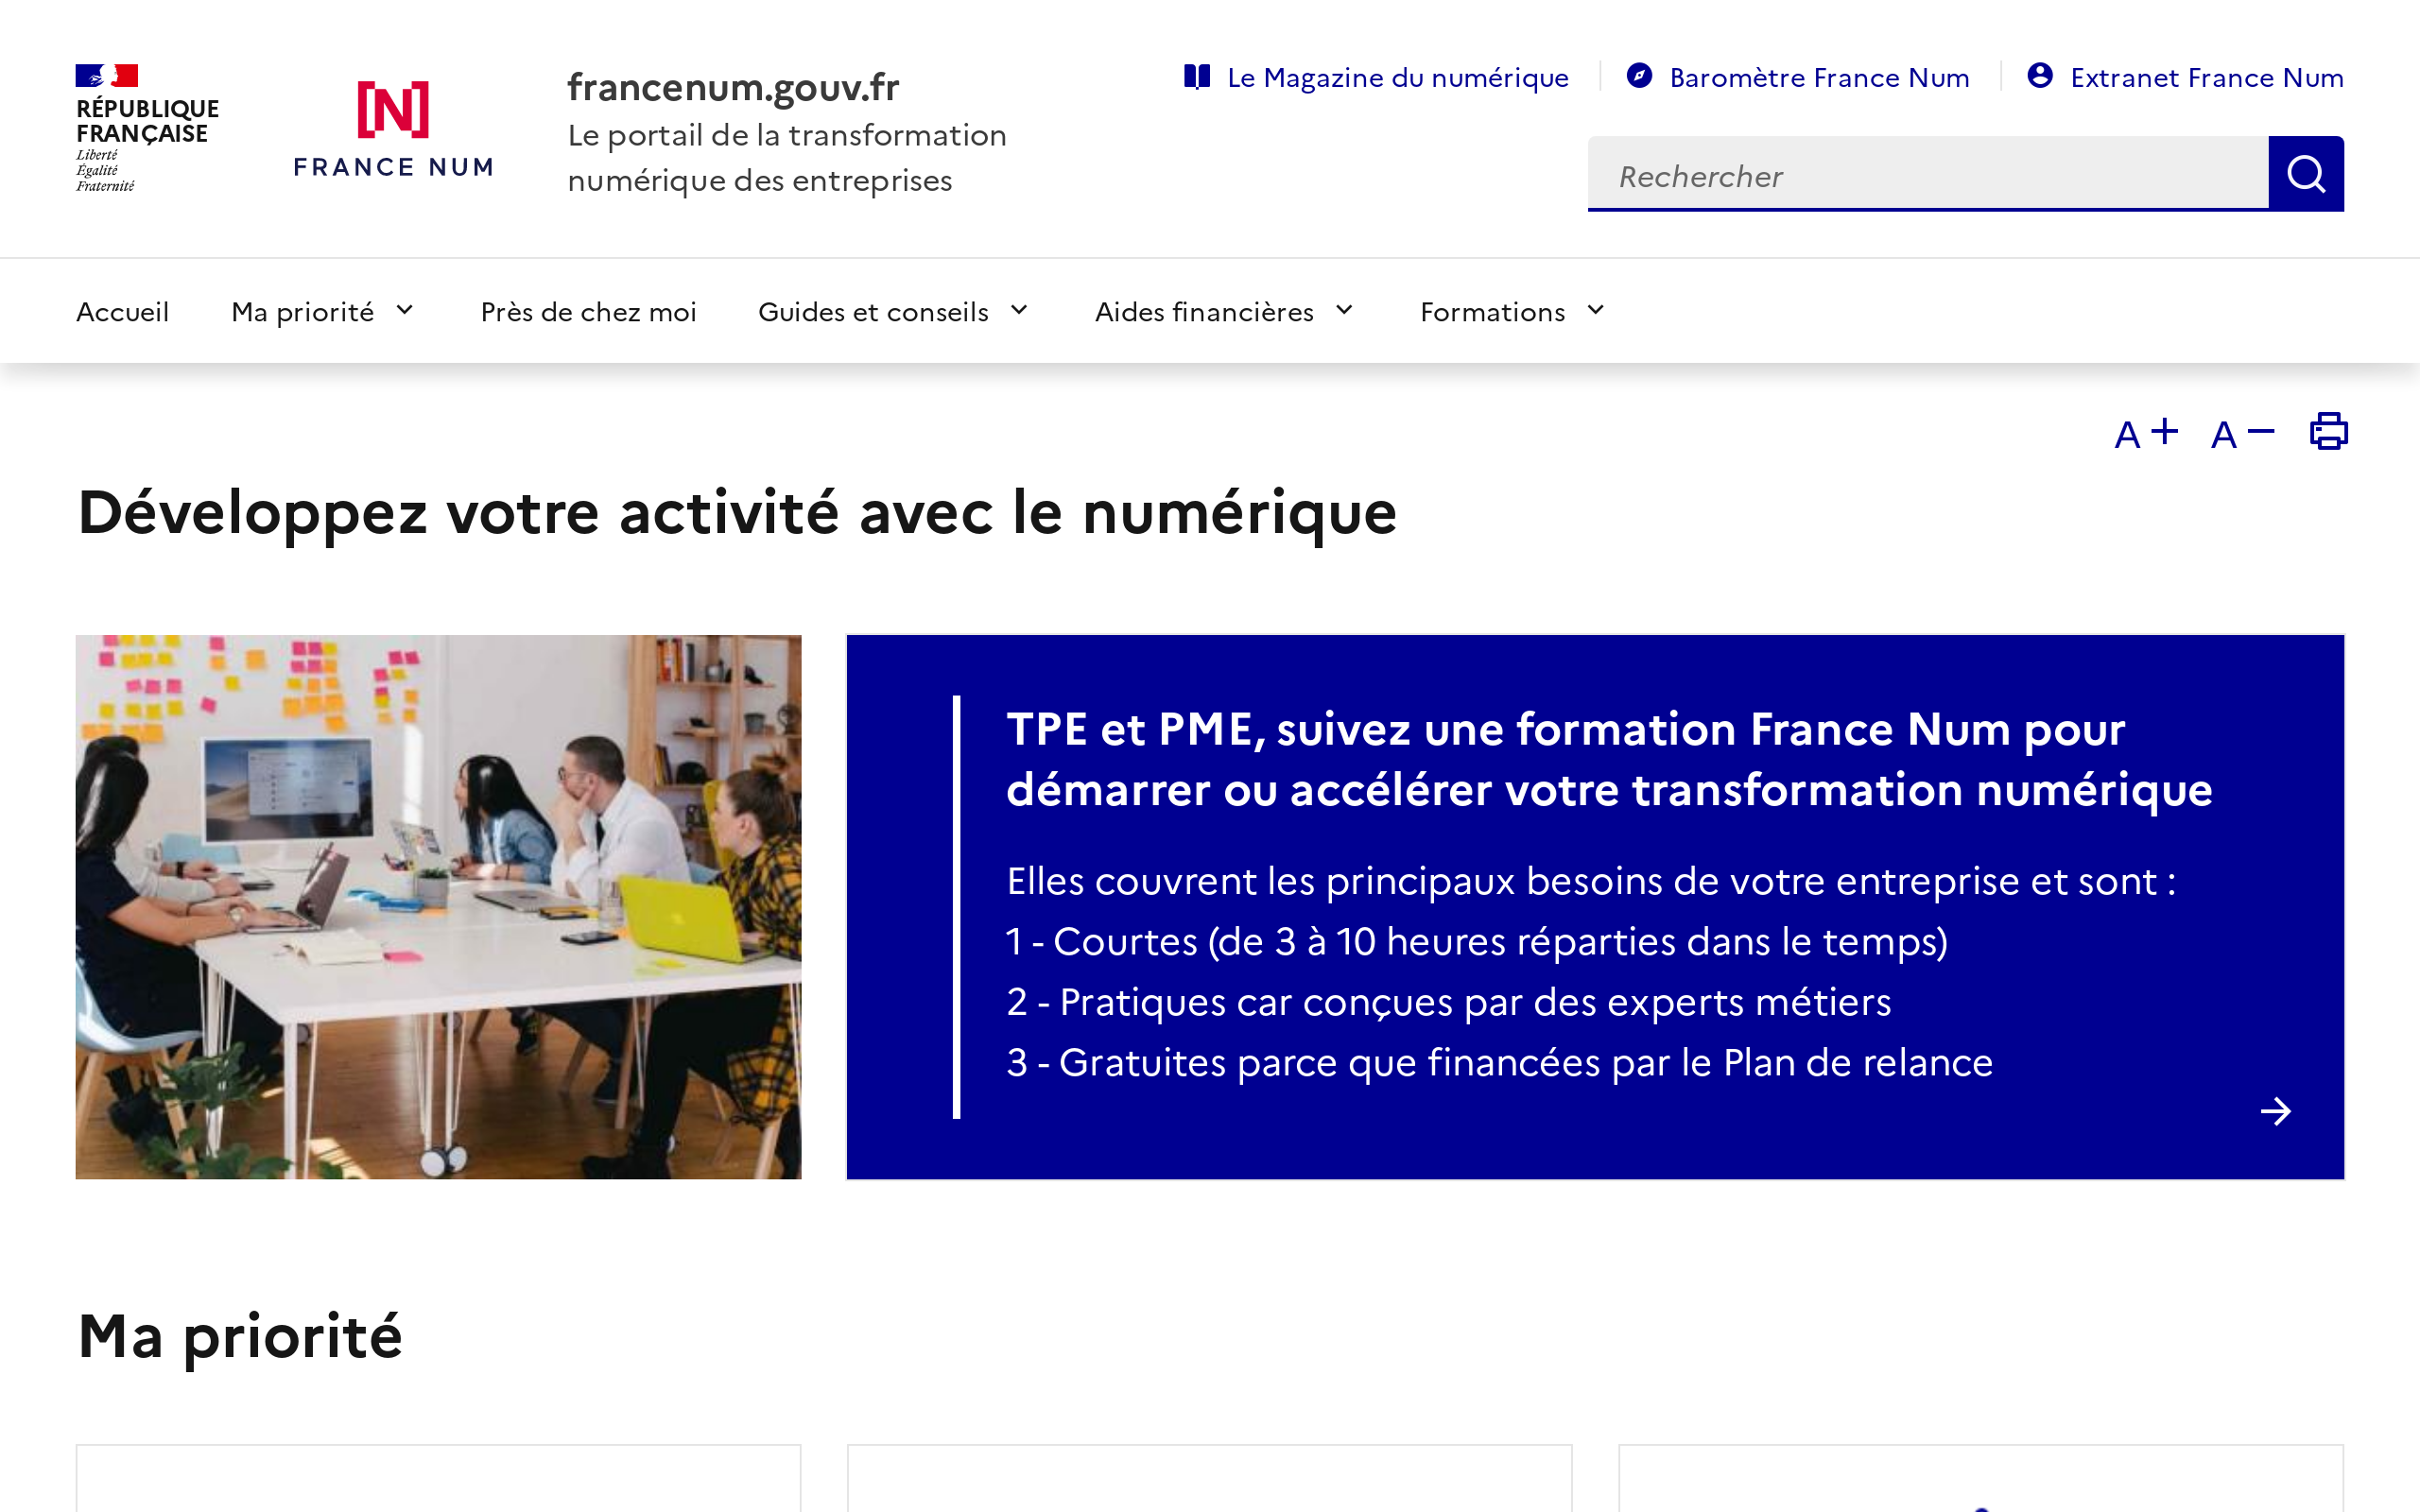 RÉPUBLIQUE
FRANÇAISE
Liberté
Égalité
Fraternité
[N]
FRANCE NUM
francenum.gouv.fr
Le portail de la transformation
numérique des entreprises
Le Magazine du numérique
Baromètre France Num
Extranet France Num
Rechercher
Accueil
Ma priorité
Près de chez moi
Guides et conseils
Aides financières
Formations
A +
A −
Développez votre activité avec le numérique
TPE et PME, suivez une formation France Num pour
démarrer ou accélérer votre transformation numérique
Elles couvrent les principaux besoins de votre entreprise et sont :
1 - Courtes (de 3 à 10 heures réparties dans le temps)
2 - Pratiques car conçues par des experts métiers
3 - Gratuites parce que financées par le Plan de relance
Ma priorité